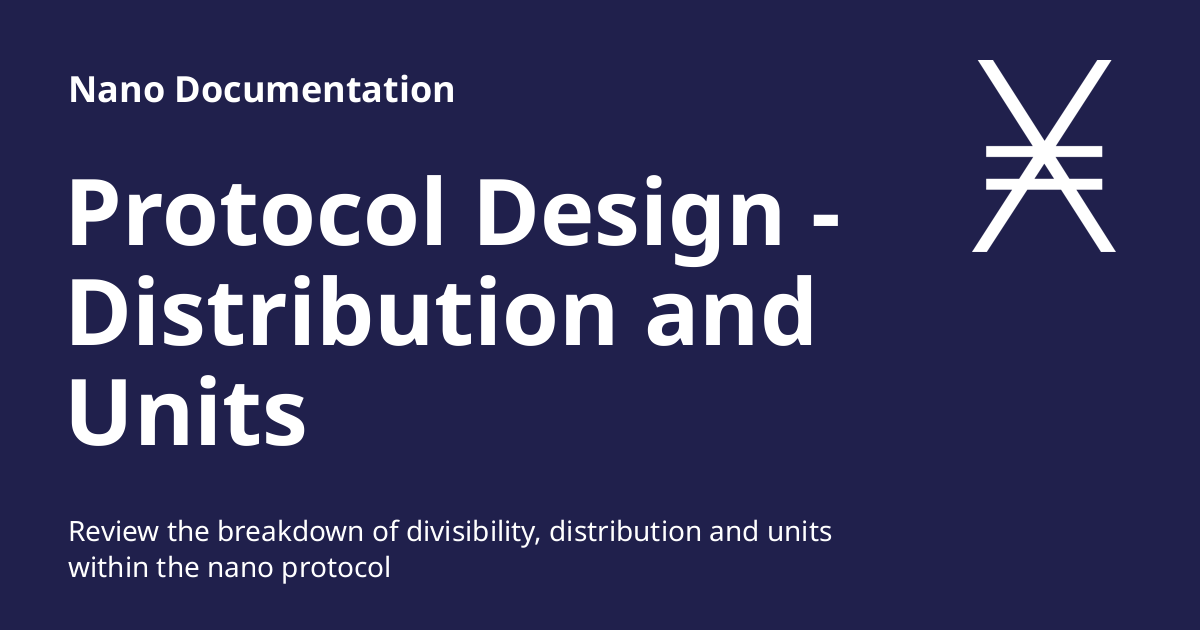 Nano Documentation
Protocol Design -
Distribution and
Units
Review the breakdown of divisibility, distribution and units
within the nano protocol